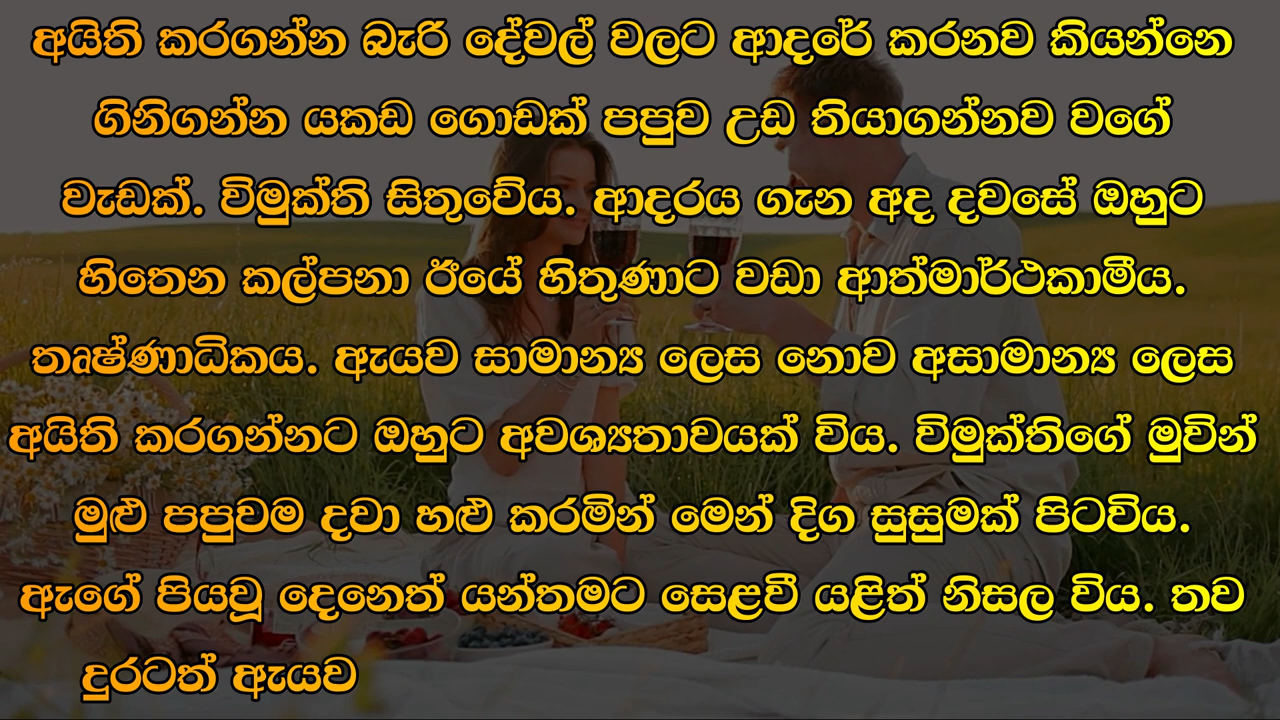 අයිති කරගන්න බැරි දේවල් වලට ආදරේ කරනව කියන්නෙ
ගිනිගන්න යකඩ ගොඩක් පපුව උඩ තියාගන්නව වගේ
වැඩක්. විමුක්ති සිතුවේය. ආදරය ගැන අද දවසේ ඔහුට
හිතෙන කල්පනා ඊයේ හිතුණාට වඩා ආත්මාර්ථකාමීය.
තෘෂ්ණාධිකය. ඇයව සාමාන්‍ය ලෙස නොව අසාමාන්‍ය ලෙස
අයිති කරගන්නට ඔහුට අවශ්‍යතාවයක් විය. විමුක්තිගේ මුවින්
මුළු පපුවම දවා හළු කරමින් මෙන් දිග සුසුමක් පිටවිය.
ඇගේ පියවූ දෙනෙත් යන්තමට සෙළවී යළිත් නිසල විය. තව
දුරටත් ඇයව